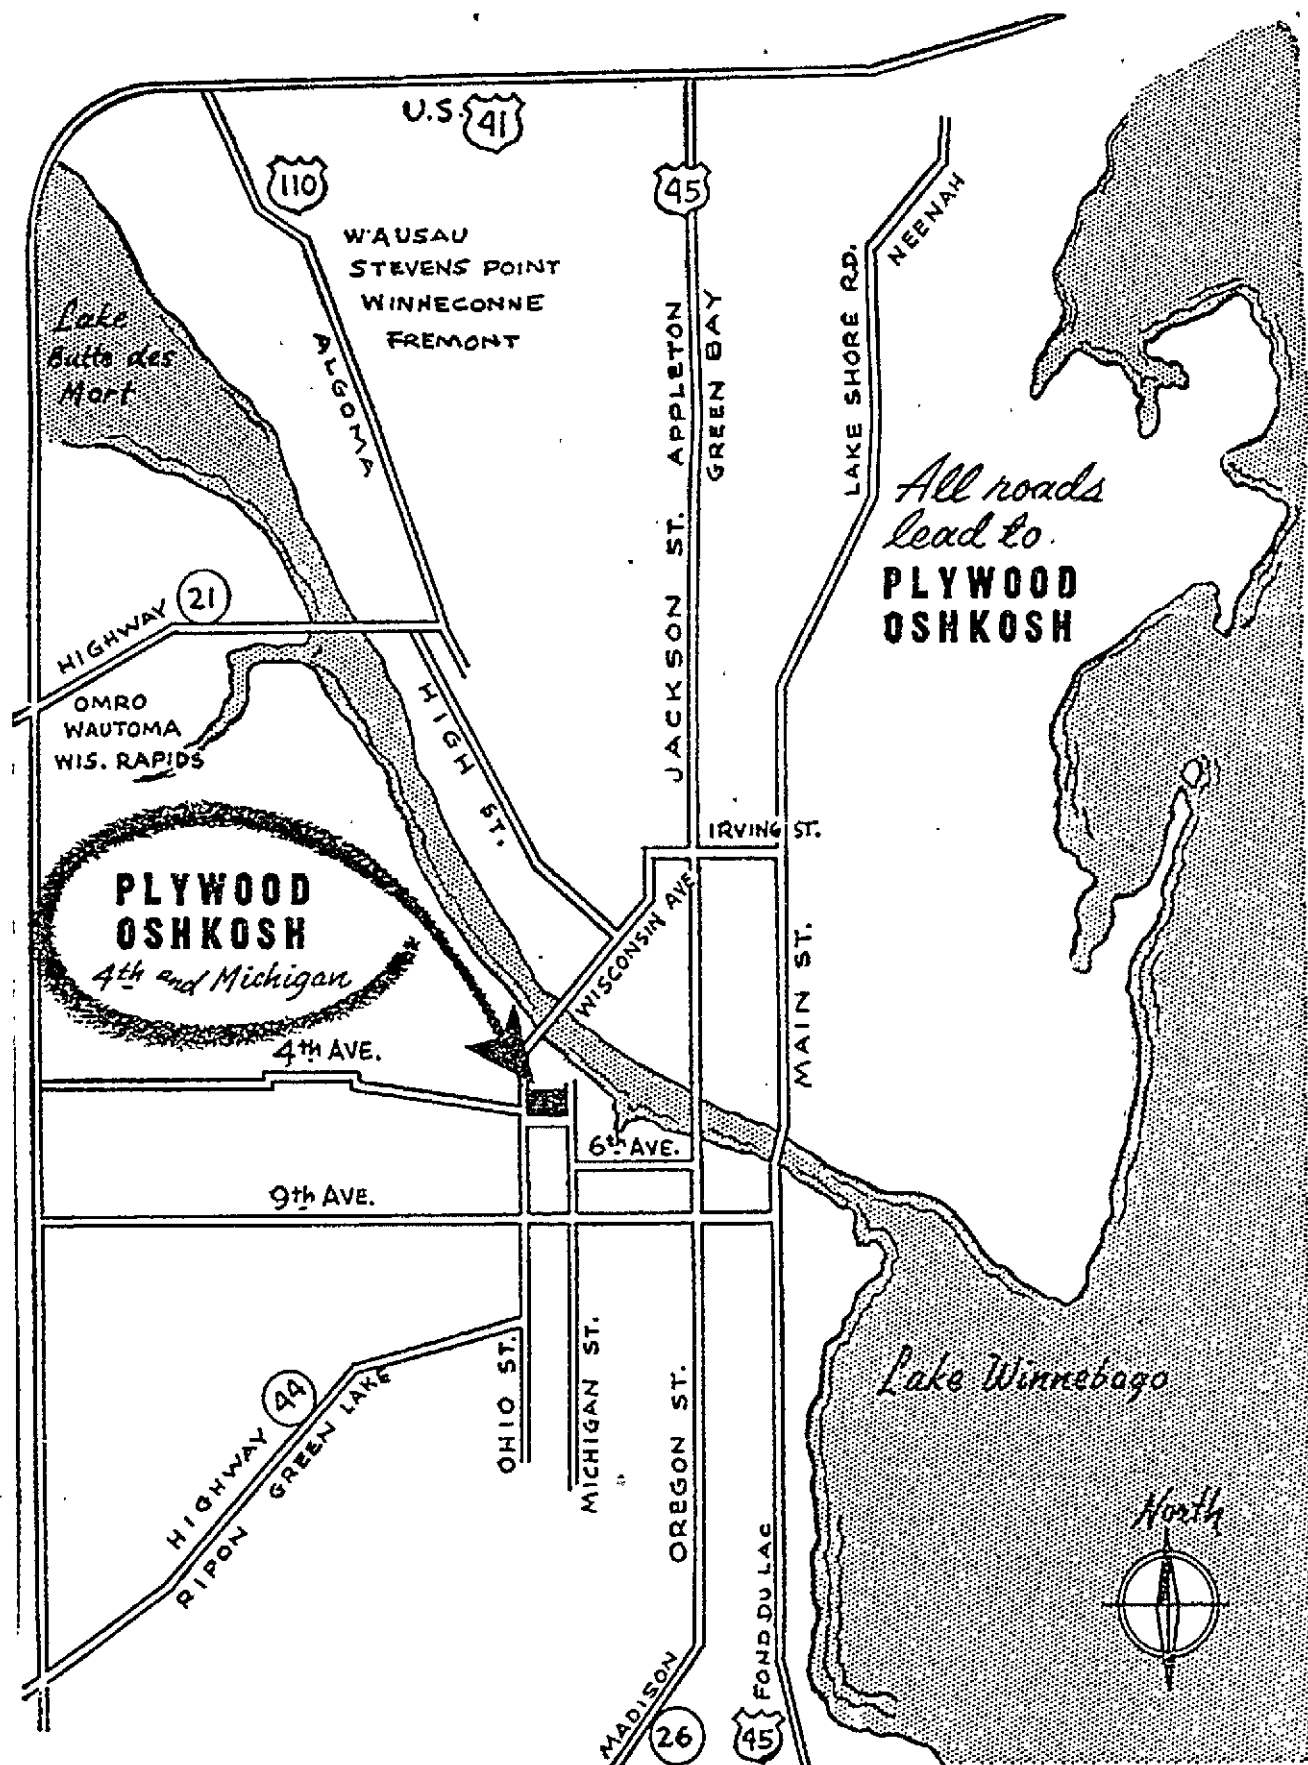 U.S. 41
110
45
WAUSAU
STEVENS POINT
WINNECONNE
FREMONT
NEENAH
LAKE SHORE RD.
Lake
Butte des
Mort
ALGOMA
JACKSON ST. APPLETON
GREEN BAY
All roads
lead to
PLYWOOD
OSHKOSH
HIGHWAY 21
OMRO
WAUTOMA
WIS. RAPIDS
HIGH ST.
IRVING ST.
PLYWOOD
OSHKOSH
4th and Michigan
WISCONSIN AVE
MAIN ST.
4th AVE.
6th AVE.
9th AVE.
OHIO ST.
MICHIGAN ST.
OREGON ST.
Lake Winnebago
HIGHWAY 44
RIPON GREEN LAKE
North
FOND DU LAC
45
MADISON
26